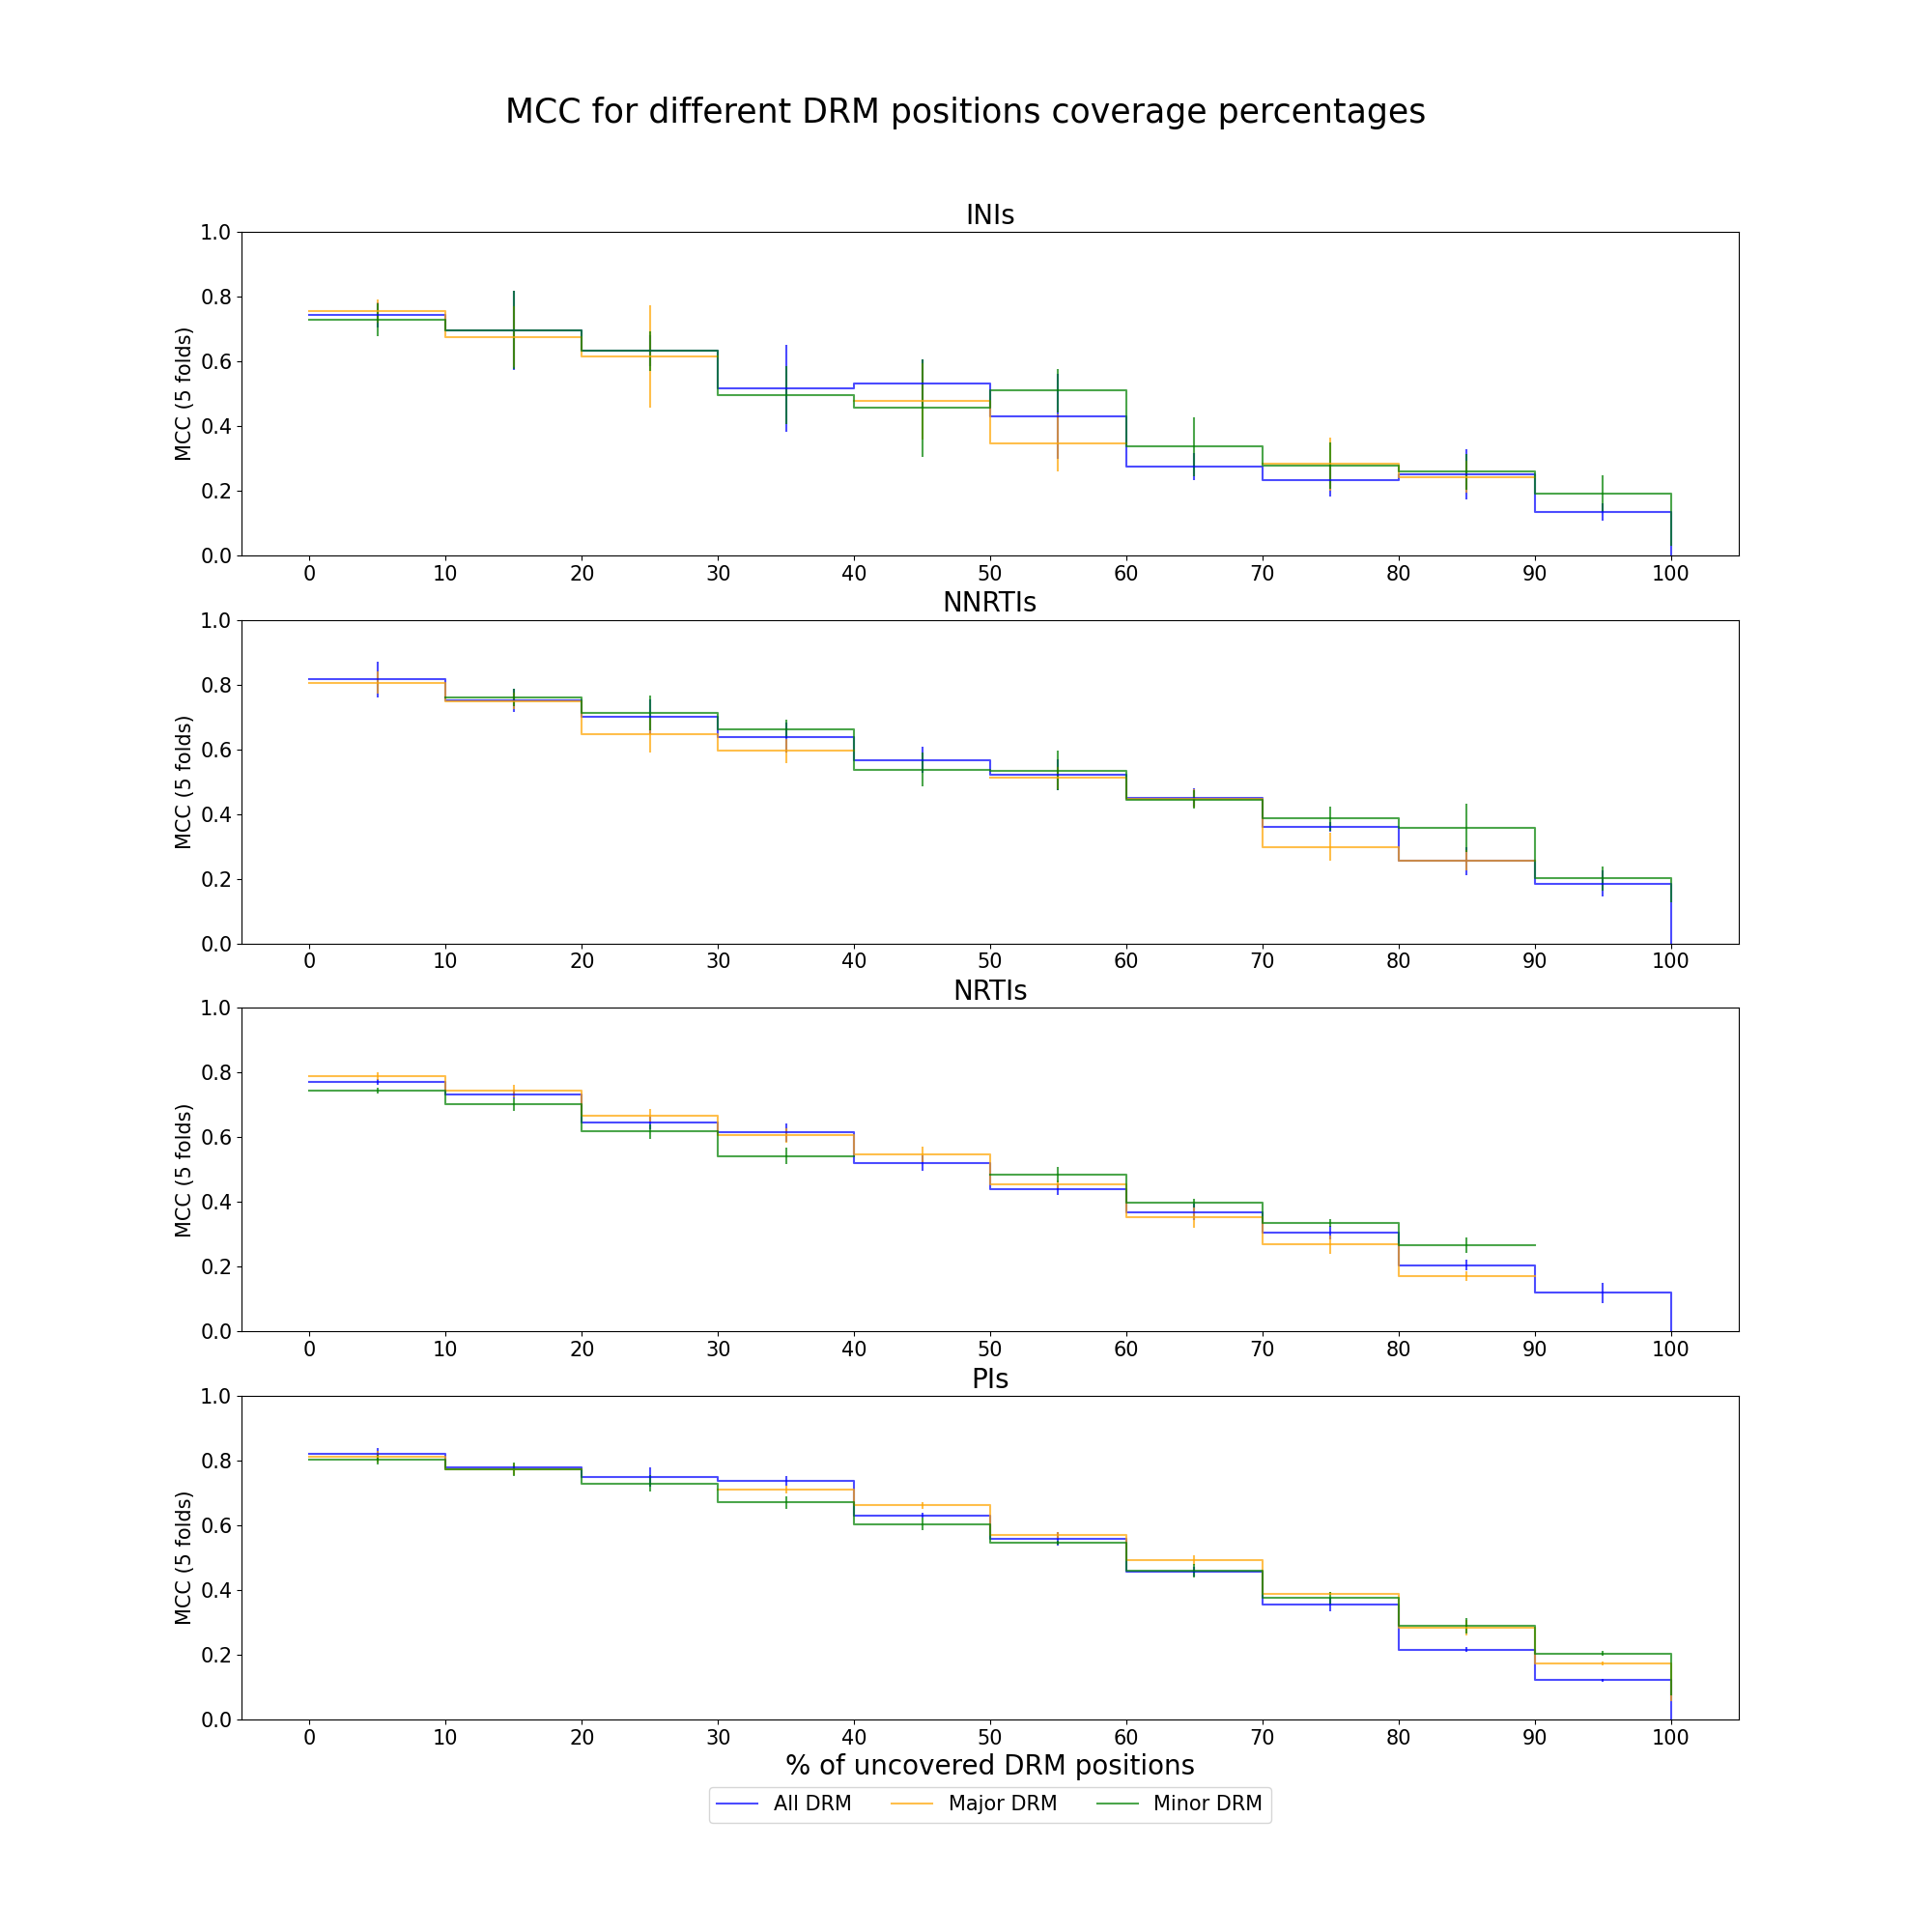 MCC for different DRM positions coverage percentages
INIs
MCC (5 folds)
1.0
0.8
0.6
0.4
0.2
0.0
0 10 20 30 40 50 60 70 80 90 100
NNRTIs
MCC (5 folds)
1.0
0.8
0.6
0.4
0.2
0.0
0 10 20 30 40 50 60 70 80 90 100
NRTIs
MCC (5 folds)
1.0
0.8
0.6
0.4
0.2
0.0
0 10 20 30 40 50 60 70 80 90 100
PIs
MCC (5 folds)
1.0
0.8
0.6
0.4
0.2
0.0
0 10 20 30 40 50 60 70 80 90 100
% of uncovered DRM positions
All DRM Major DRM Minor DRM